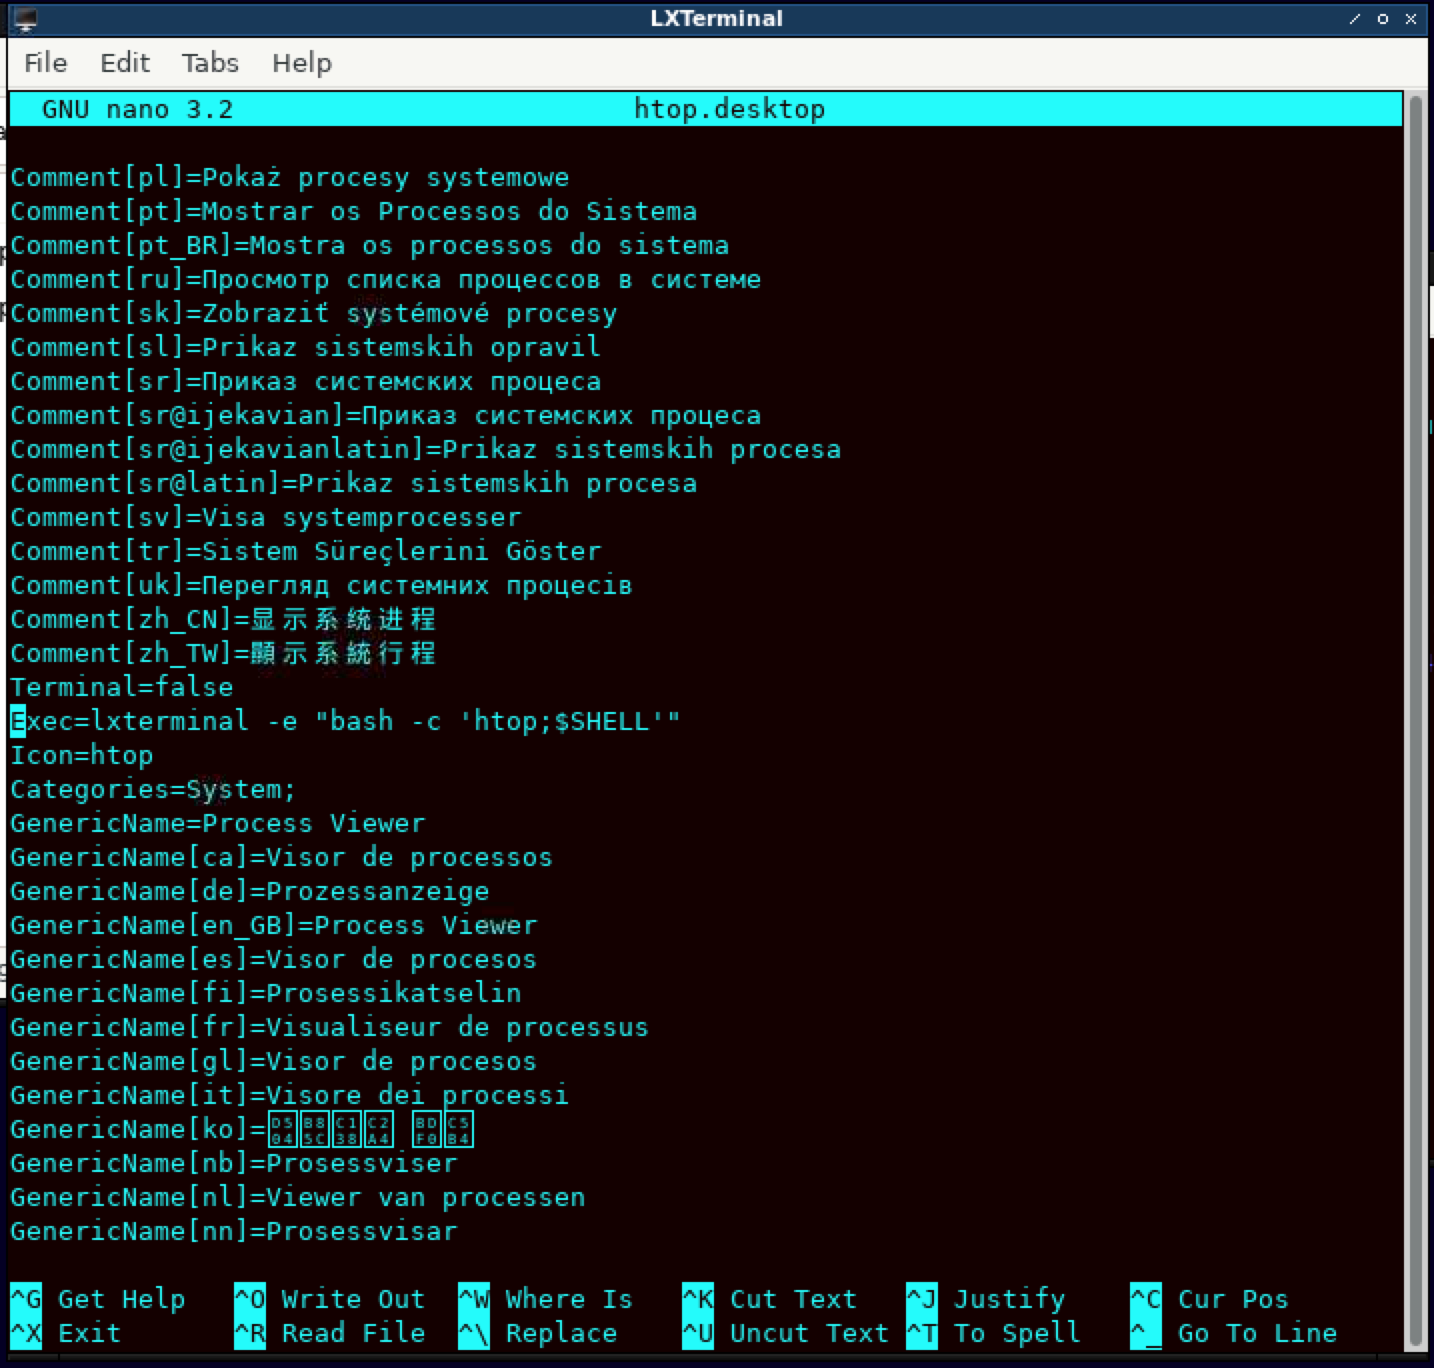 LXTerminal
File Edit Tabs Help
GNU nano 3.2 htop.desktop
Comment[pl]=Pokaż procesy systemowe
Comment[pt]=Mostrar os Processos do Sistema
Comment[pt_BR]=Mostra os processos do sistema
Comment[ru]=Просмотр списка процессов в системе
Comment[sk]=Zobraziť systémové procesy
Comment[sl]=Prikaz sistemskih opravil
Comment[sr]=Приказ системских процеса
Comment[sr@ijekavian]=Приказ системских процеса
Comment[sr@ijekavianlatin]=Prikaz sistemskih procesa
Comment[sr@latin]=Prikaz sistemskih procesa
Comment[sv]=Visa systemprocesser
Comment[tr]=Sistem Süreçlerini Göster
Comment[uk]=Перегляд системних процесів
Comment[zh_CN]=显示系统进程
Comment[zh_TW]=顯示系統行程
Terminal=false
Exec=lxterminal -e "bash -c 'htop;$SHELL'"
Icon=htop
Categories=System;
GenericName=Process Viewer
GenericName[ca]=Visor de processos
GenericName[de]=Prozessanzeige
GenericName[en_GB]=Process Viewer
GenericName[es]=Visor de procesos
GenericName[fi]=Prosessikatselin
GenericName[fr]=Visualiseur de processus
GenericName[gl]=Visor de procesos
GenericName[it]=Visore dei processi
GenericName[ko]=
GenericName[nb]=Prosessviser
GenericName[nl]=Viewer van processen
GenericName[nn]=Prosessvisar
^G Get Help ^O Write Out ^W Where Is ^K Cut Text ^J Justify ^C Cur Pos
^X Exit ^R Read File ^\ Replace ^U Uncut Text ^T To Spell ^_ Go To Line